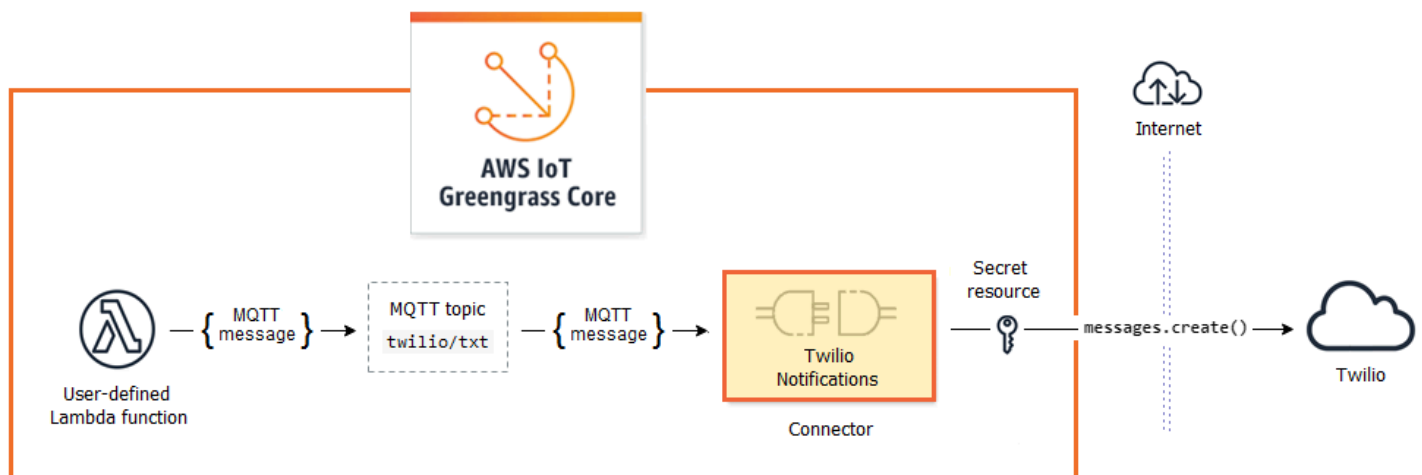 AWS IoT
Greengrass Core
Internet
User-defined
Lambda function
{ MQTT
message }
MQTT topic
twilio/txt
{ MQTT
message }
Twilio
Notifications
Connector
Secret
resource
messages.create()
Twilio